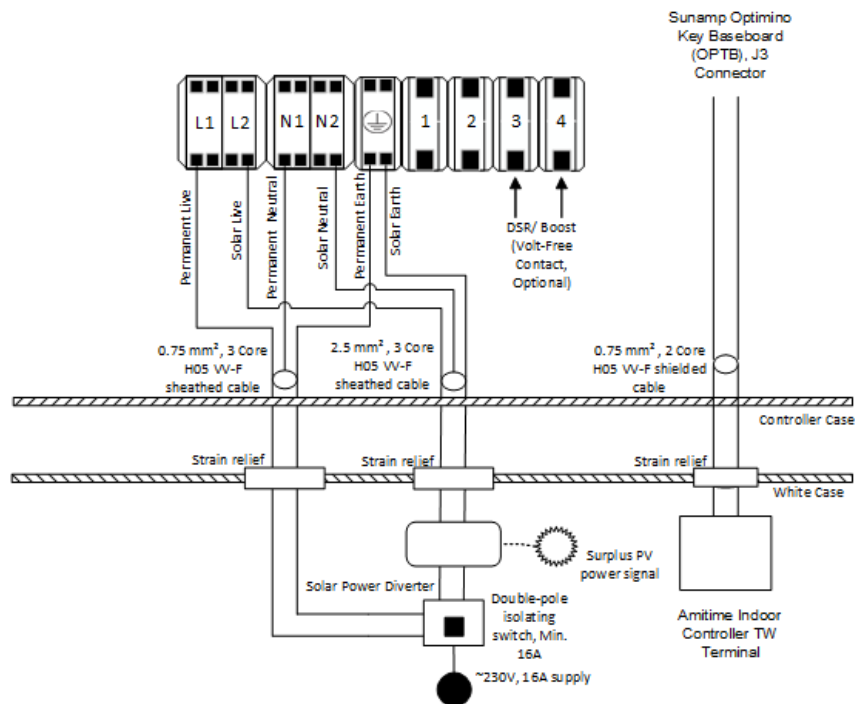 Sunamp Optimino
Key Baseboard
(OPTB), J3
Connector
L1
L2
N1
N2
1
2
3
4
Permanent Live
Solar Live
Permanent Neutral
Solar Neutral
Permanent Earth
Solar Earth
DSR/ Boost
(Volt-Free
Contact,
Optional)
0.75 mm², 3 Core
H05 VV-F
sheathed cable
2.5 mm², 3 Core
H05 VV-F
sheathed cable
0.75 mm², 2 Core
H05 VV-F shielded
cable
Controller Case
Strain relief
Strain relief
Strain relief
White Case
Surplus PV
power signal
Solar Power Diverter
Double-pole
isolating
switch, Min.
16A
~230V, 16A supply
Amitime Indoor
Controller TW
Terminal